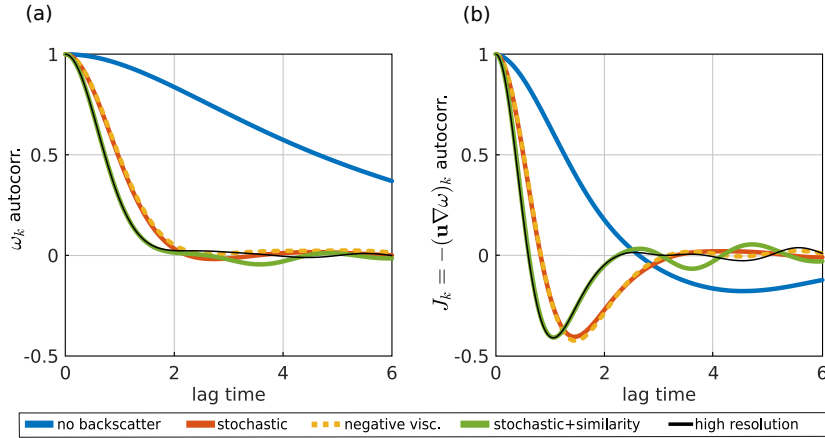 (a)
(b)
1
0.5
0
-0.5
0
2
4
6
lag time
ω_k autocorr.
1
0.5
0
-0.5
0
2
4
6
lag time
J_k = −(u∇ω)_k autocorr.
no backscatter
stochastic
negative visc.
stochastic+similarity
high resolution